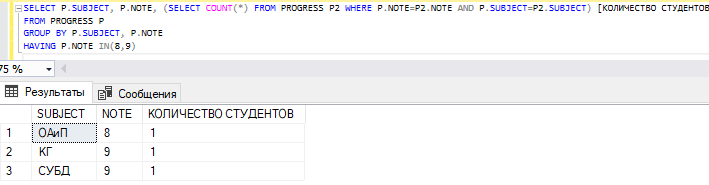 SELECT P.SUBJECT, P.NOTE, (SELECT COUNT(*) FROM PROGRESS P2 WHERE P.NOTE=P2.NOTE AND P.SUBJECT=P2.SUBJECT) [КОЛИЧЕСТВО СТУДЕНТОВ
FROM PROGRESS P
GROUP BY P.SUBJECT, P.NOTE
HAVING P.NOTE IN(8,9)
75 %
Результаты Сообщения
SUBJECT NOTE КОЛИЧЕСТВО СТУДЕНТОВ
1 ОАиП 8 1
2 КГ 9 1
3 СУБД 9 1